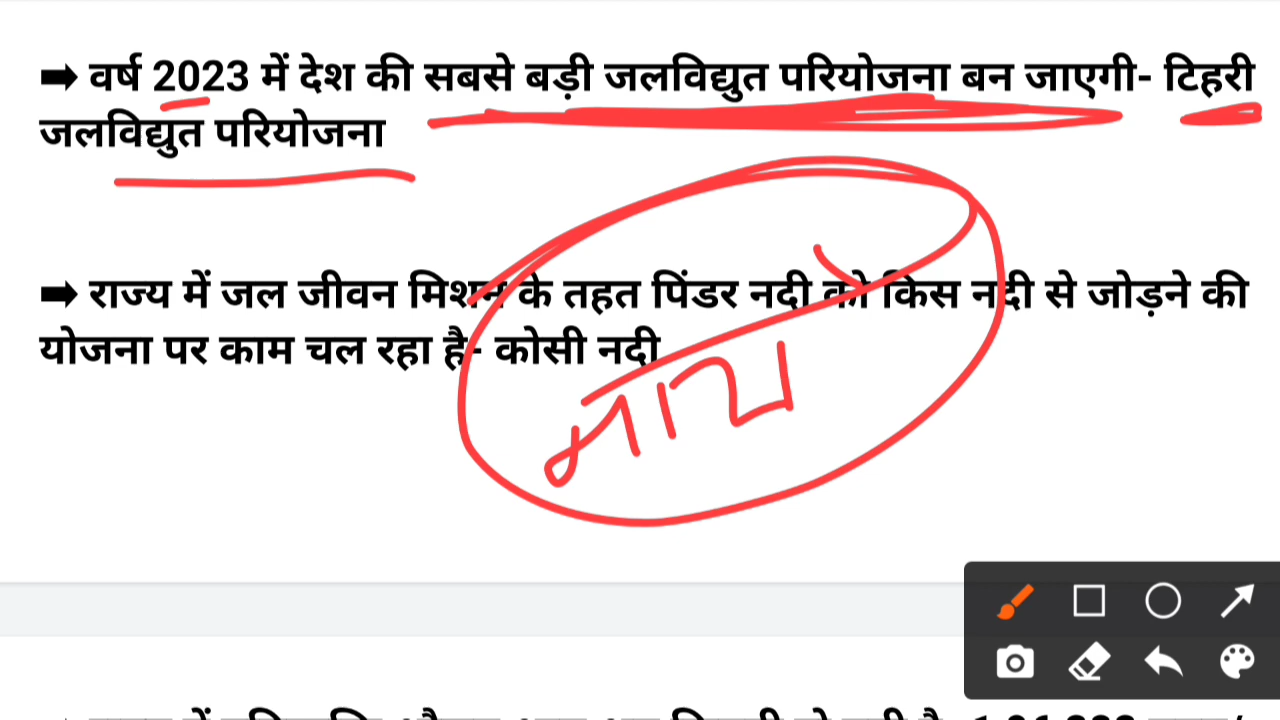 ➡ वर्ष 2023 में देश की सबसे बड़ी जलविद्युत परियोजना बन जाएगी- टिहरी
जलविद्युत परियोजना
➡ राज्य में जल जीवन मिशन के तहत पिंडर नदी को किस नदी से जोड़ने की
योजना पर काम चल रहा है- कोसी नदी